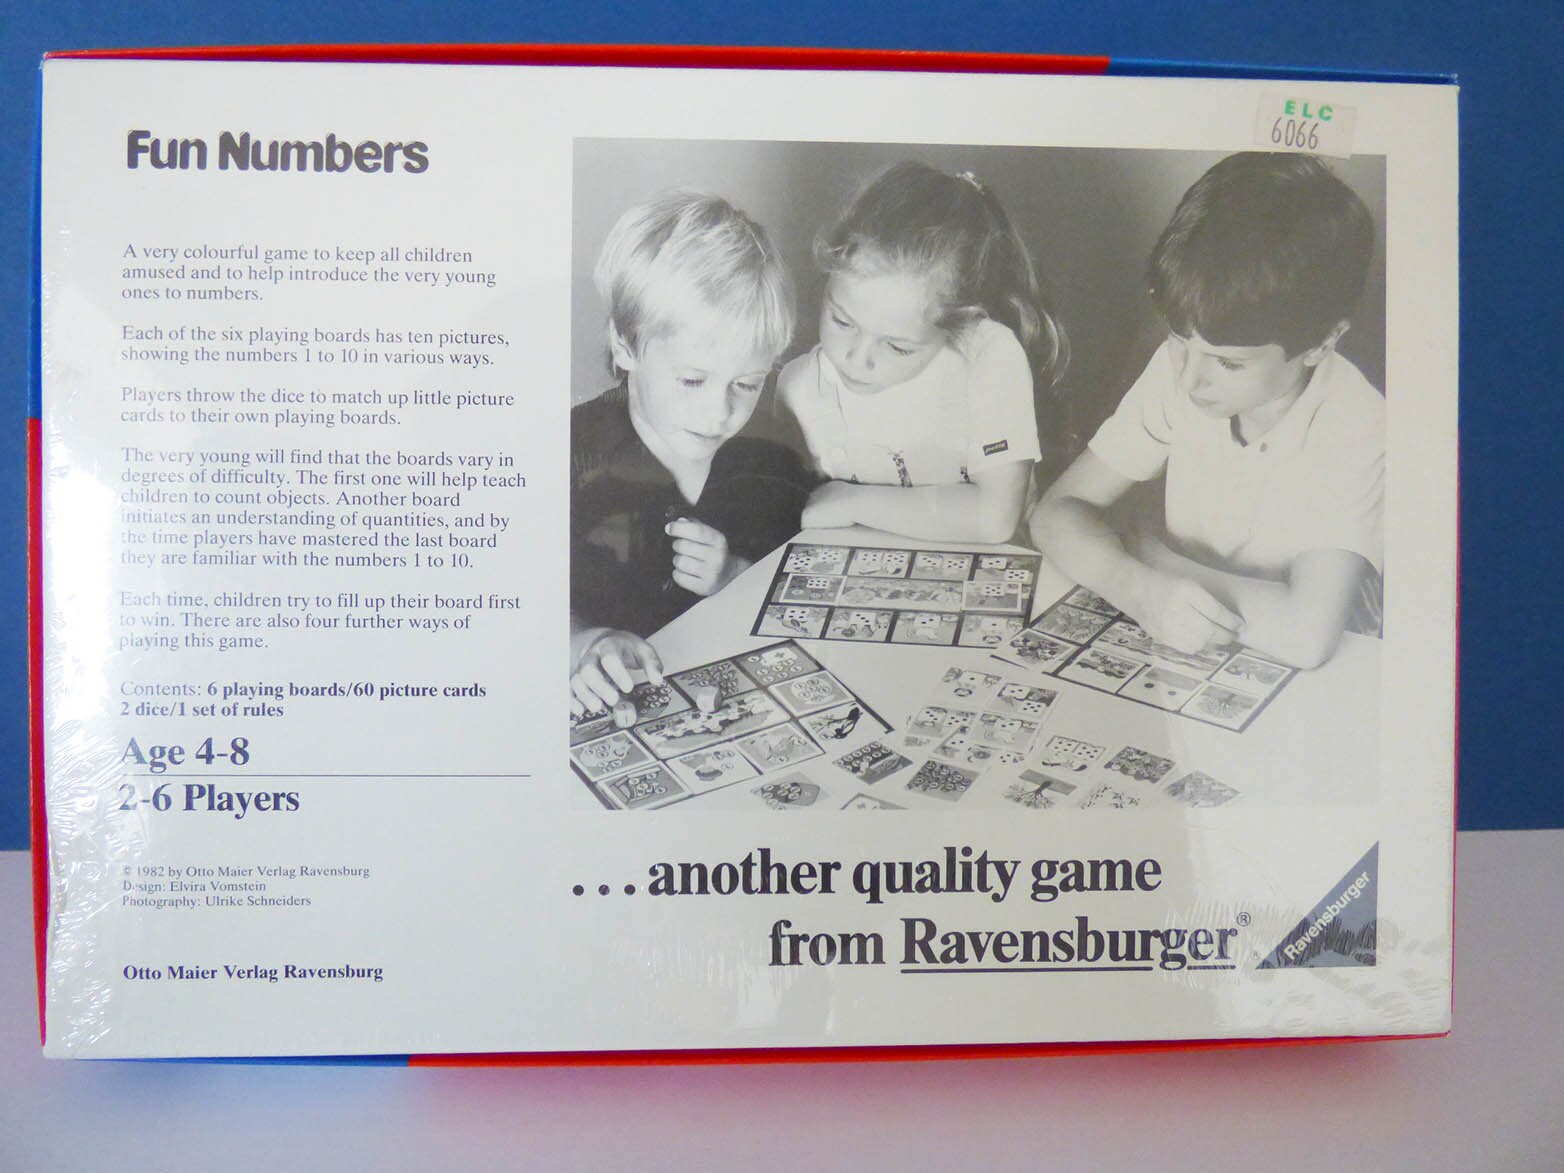 Fun Numbers
A very colourful game to keep all children
amused and to help introduce the very young
ones to numbers.
Each of the six playing boards has ten pictures,
showing the numbers 1 to 10 in various ways.
Players throw the dice to match up little picture
cards to their own playing boards.
The very young will find that the boards vary in
degrees of difficulty. The first one will help teach
children to count objects. Another board
initiates an understanding of quantities, and by
the time players have mastered the last board
they are familiar with the numbers 1 to 10.
Each time, children try to fill up their board first
to win. There are also four further ways of
playing this game.
Contents: 6 playing boards/60 picture cards
2 dice/1 set of rules
Age 4-8
2-6 Players
© 1982 by Otto Maier Verlag Ravensburg
Design: Elvira Vomstein
Photography: Ulrike Schneiders
Otto Maier Verlag Ravensburg
ELC
6066
...another quality game
from Ravensburger®
Ravensburger